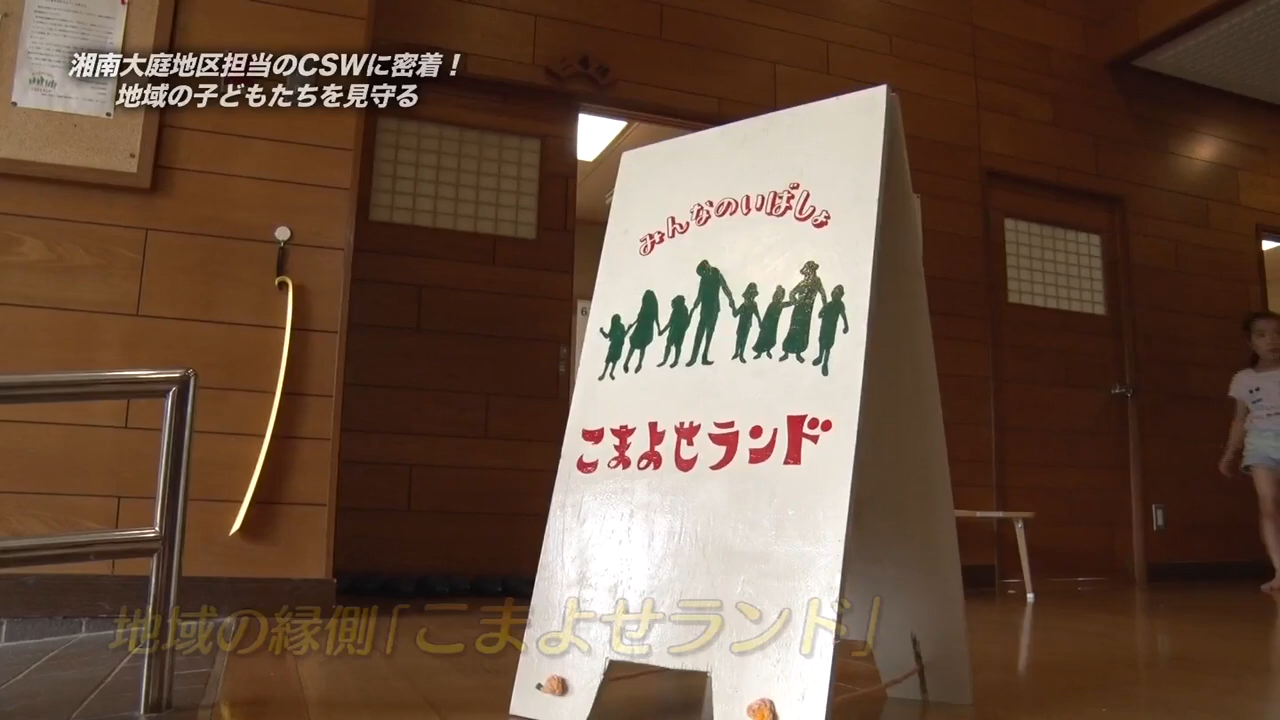 湘南大庭地区担当のCSWに密着！
地域の子どもたちを見守る
みんなのいばしょ
こまよせランド
地域の縁側「こまよせランド」